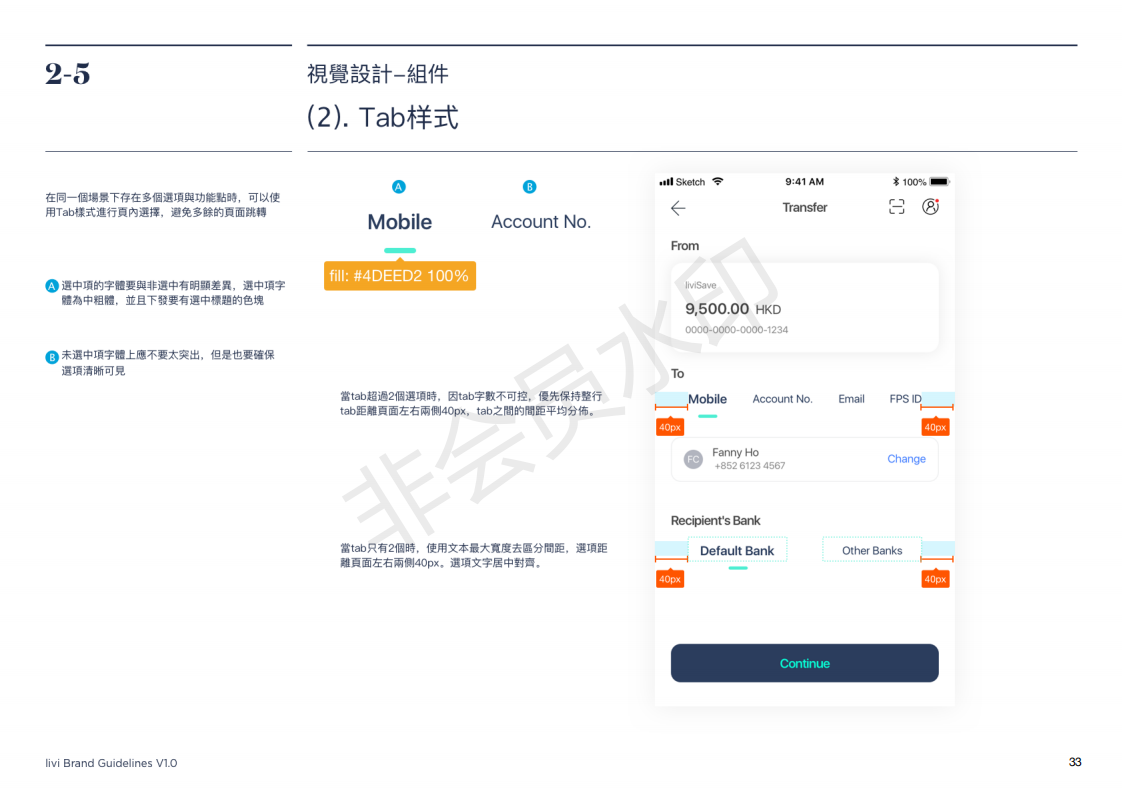 2-5
視覺設計-組件
(2). Tab样式
在同一個場景下存在多個選項與功能點時，可以使
用Tab樣式進行頁內選擇，避免多餘的頁面跳轉
A 選中項的字體要與非選中有明顯差異，選中項字
體為中粗體，並且下發要有選中標題的色塊
B 未選中項字體上應不要太突出，但是也要確保
選項清晰可見
A
B
Mobile
Account No.
fill: #4DEED2 100%
當tab超過2個選項時，因tab字數不可控，優先保持整行
tab距離頁面左右兩側40px，tab之間的間距平均分佈。
當tab只有2個時，使用文本最大寬度去區分間距，選項距
離頁面左右兩側40px。選項文字居中對齊。
Sketch 9:41 AM 100%
Transfer
From
liviSave
9,500.00 HKD
0000-0000-0000-1234
To
Mobile Account No. Email FPS ID
40px 40px
FC Fanny Ho
+852 6123 4567
Change
Recipient's Bank
Default Bank Other Banks
40px 40px
Continue
非会员水印
livi Brand Guidelines V1.0
33